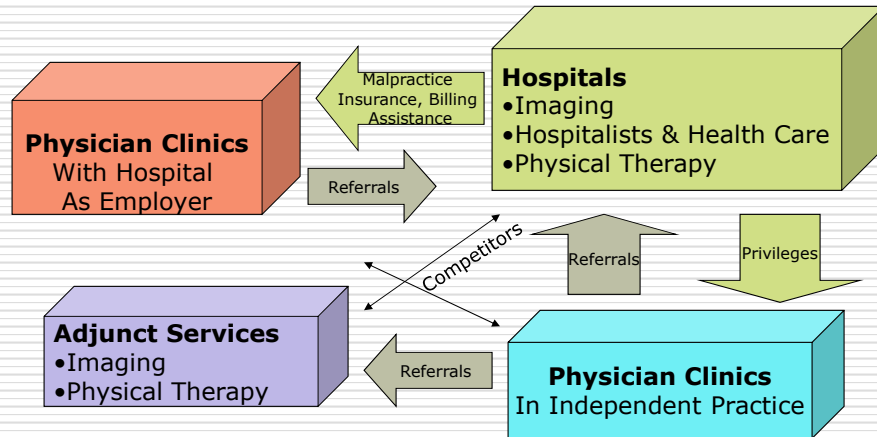 Physician Clinics
With Hospital
As Employer
Malpractice
Insurance, Billing
Assistance
Hospitals
•Imaging
•Hospitalists & Health Care
•Physical Therapy
Referrals
Competitors
Referrals
Privileges
Adjunct Services
•Imaging
•Physical Therapy
Referrals
Physician Clinics
In Independent Practice